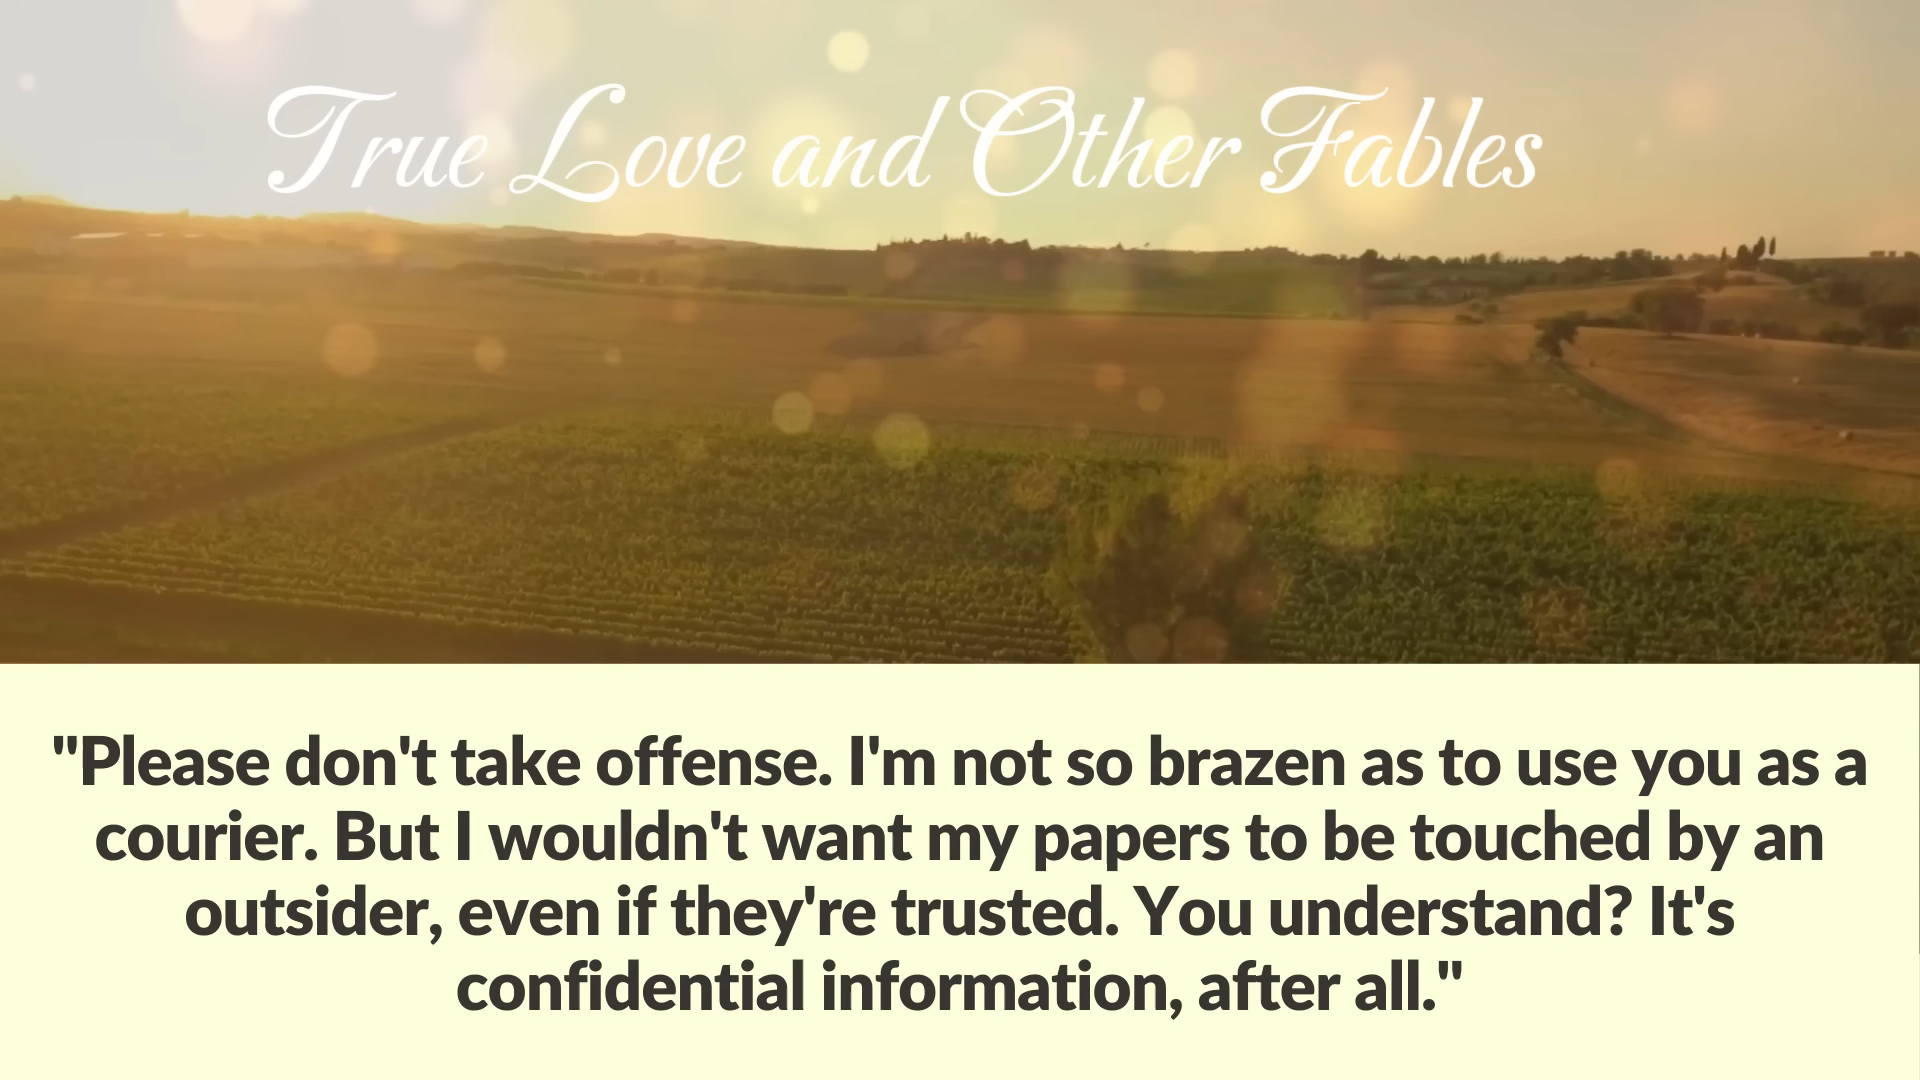 True Love and Other Fables
"Please don't take offense. I'm not so brazen as to use you as a
courier. But I wouldn't want my papers to be touched by an
outsider, even if they're trusted. You understand? It's
confidential information, after all."